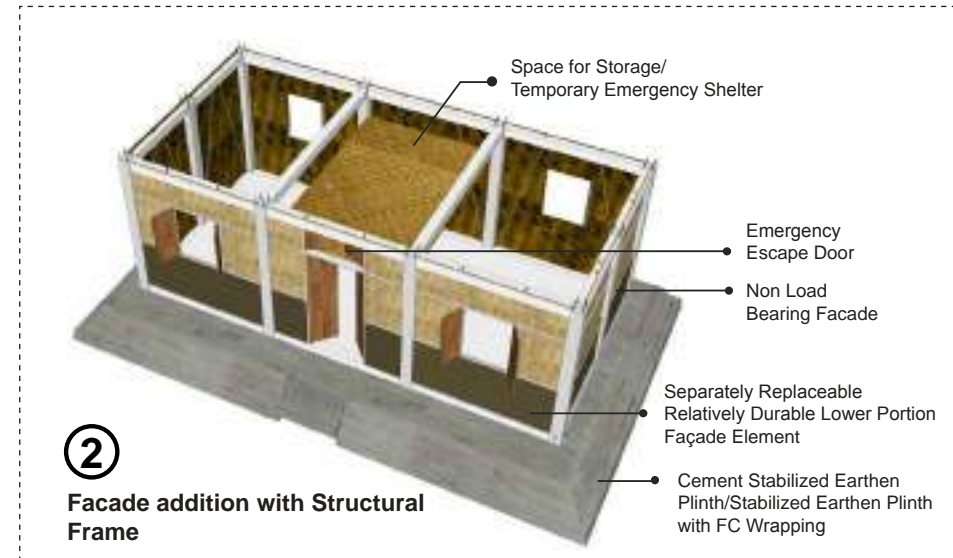 Space for Storage/
Temporary Emergency Shelter
Emergency
Escape Door
Non Load
Bearing Facade
Separately Replaceable
Relatively Durable Lower Portion
Façade Element
Cement Stabilized Earthen
Plinth/Stabilized Earthen Plinth
with FC Wrapping
2
Facade addition with Structural
Frame